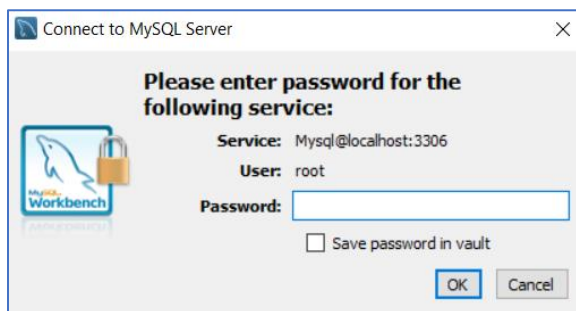 Connect to MySQL Server
Please enter password for the
following service:
Service: Mysql@localhost:3306
User: root
Password:
MySQL
Workbench
Save password in vault
OK Cancel